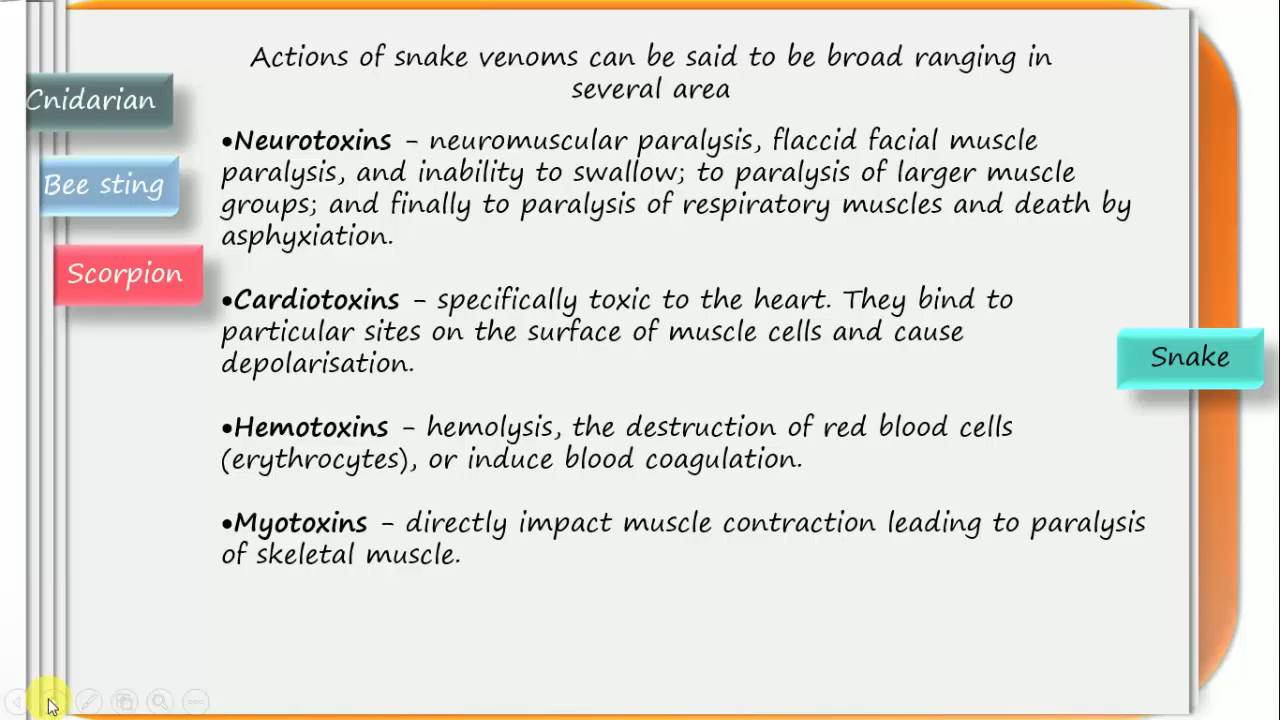 Actions of snake venoms can be said to be broad ranging in
several area
Cnidarian
Bee sting
Scorpion
•Neurotoxins – neuromuscular paralysis, flaccid facial muscle
paralysis, and inability to swallow; to paralysis of larger muscle
groups; and finally to paralysis of respiratory muscles and death by
asphyxiation.
•Cardiotoxins – specifically toxic to the heart. They bind to
particular sites on the surface of muscle cells and cause
depolarisation.
Snake
•Hemotoxins – hemolysis, the destruction of red blood cells
(erythrocytes), or induce blood coagulation.
•Myotoxins – directly impact muscle contraction leading to paralysis
of skeletal muscle.